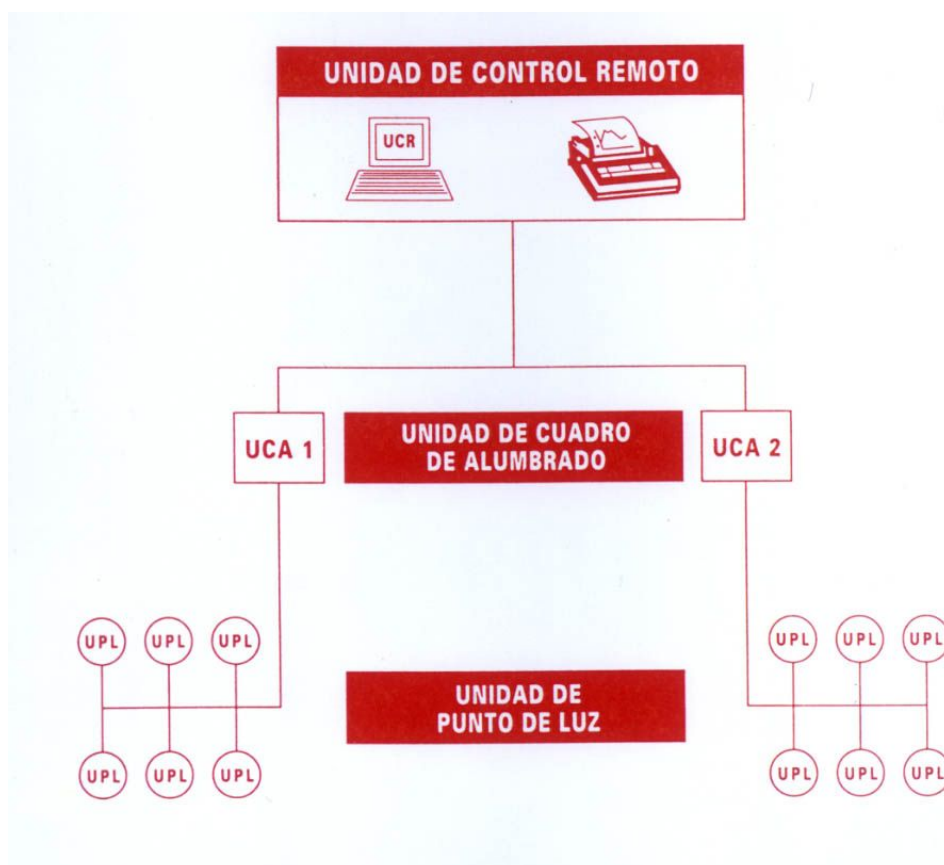 UNIDAD DE CONTROL REMOTO
UCR
UCA 1
UNIDAD DE CUADRO
DE ALUMBRADO
UCA 2
UPL UPL UPL
UPL UPL UPL
UNIDAD DE
PUNTO DE LUZ
UPL UPL UPL
UPL UPL UPL